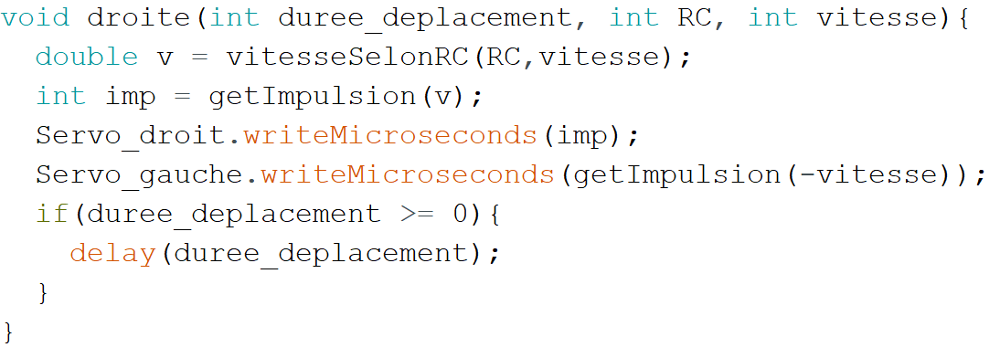 void droite(int duree_deplacement, int RC, int vitesse){
  double v = vitesseSelonRC(RC,vitesse);
  int imp = getImpulsion(v);
  Servo_droit.writeMicroseconds(imp);
  Servo_gauche.writeMicroseconds(getImpulsion(-vitesse));
  if(duree_deplacement >= 0){
    delay(duree_deplacement);
  }
}